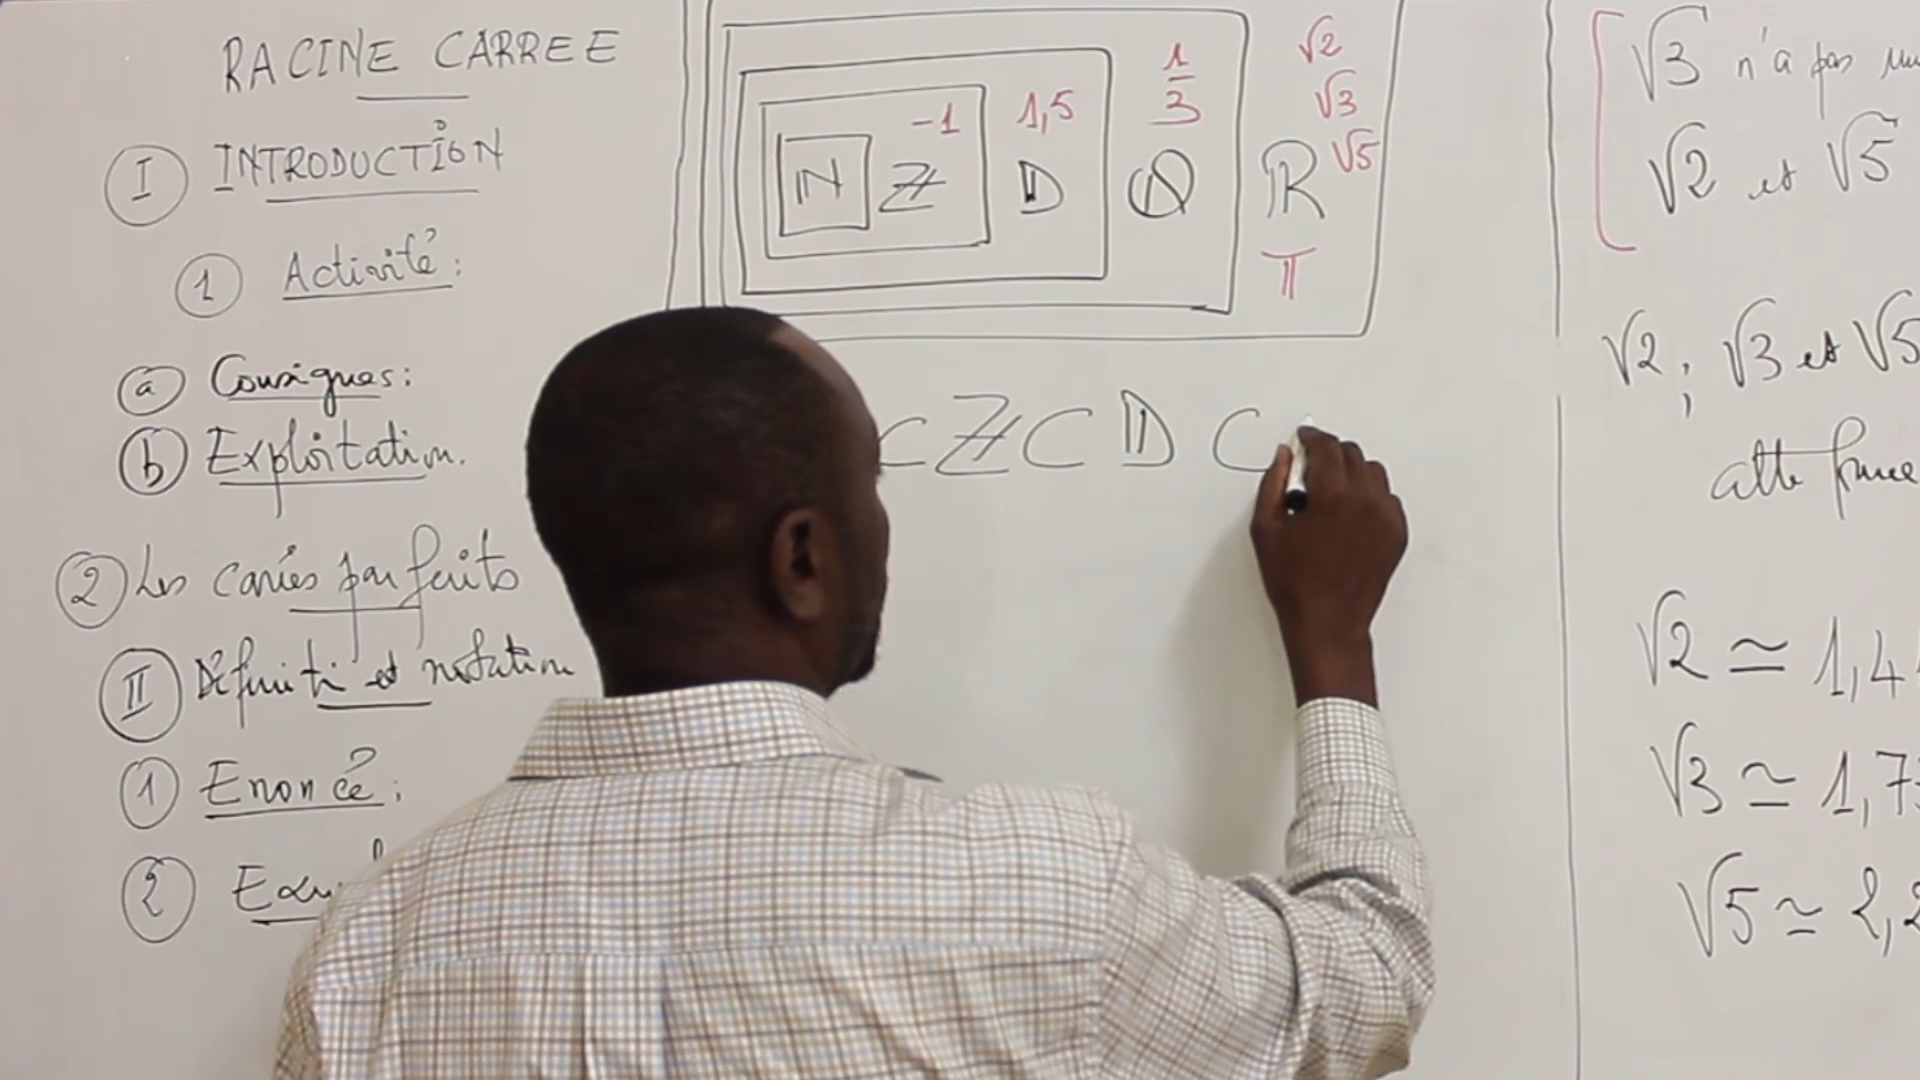 RACINE CARREE
I INTRODUCTION
1 Activité :
a Consignes :
b Exploitation.
2 Les carrés parfaits
II Définiti et notation
1 Enoncé :
2
N Z D Q R
-1 1,5 1/3 √2 √3 √5
π
⊂ Z ⊂ D ⊂
√3 n'a pas
√2 et √5
√2 ; √3 et √5
√2 ≃ 1,4
√3 ≃ 1,73
√5 ≃ 2,2